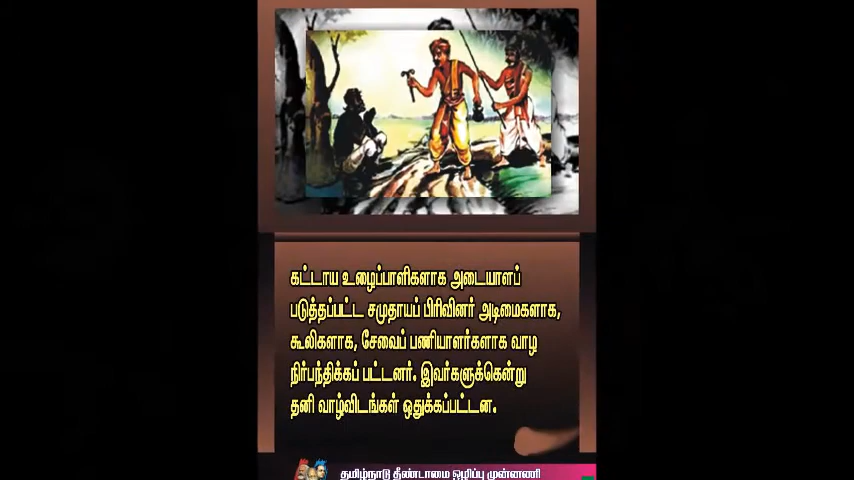 கட்டாய உழைப்பாளிகளாக அடையாளப்
படுத்தப்பட்ட சமுதாயப் பிரிவினர் அடிமைகளாக,
கூலிகளாக, சேவைப் பணியாளர்களாக வாழ
நிர்பந்திக்கப் பட்டனர். இவர்களுக்கென்று
தனி வாழ்விடங்கள் ஒதுக்கப்பட்டன.
தமிழ்நாடு தீண்டாமை ஒழிப்பு முன்னணி